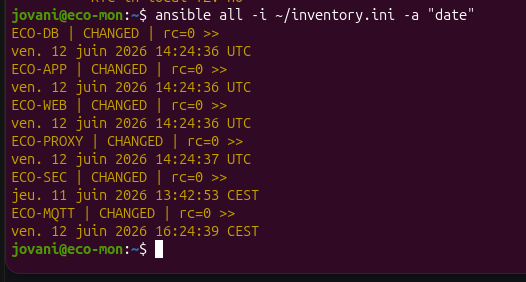 jovani@eco-mon:~$ ansible all -i ~/inventory.ini -a "date"
ECO-DB | CHANGED | rc=0 >>
ven. 12 juin 2026 14:24:36 UTC
ECO-APP | CHANGED | rc=0 >>
ven. 12 juin 2026 14:24:36 UTC
ECO-WEB | CHANGED | rc=0 >>
ven. 12 juin 2026 14:24:36 UTC
ECO-PROXY | CHANGED | rc=0 >>
ven. 12 juin 2026 14:24:37 UTC
ECO-SEC | CHANGED | rc=0 >>
jeu. 11 juin 2026 13:42:53 CEST
ECO-MQTT | CHANGED | rc=0 >>
ven. 12 juin 2026 16:24:39 CEST
jovani@eco-mon:~$